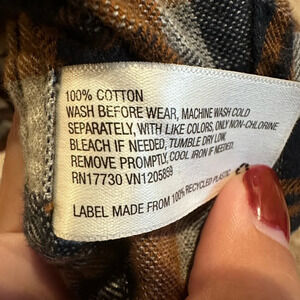 100% COTTON
WASH BEFORE WEAR, MACHINE WASH COLD
SEPARATELY, WITH LIKE COLORS, ONLY NON-CHLORINE
BLEACH IF NEEDED, TUMBLE DRY LOW,
REMOVE PROMPTLY, COOL IRON IF NEEDED.
RN17730 VN1205889
LABEL MADE FROM 100% RECYCLED PLASTIC